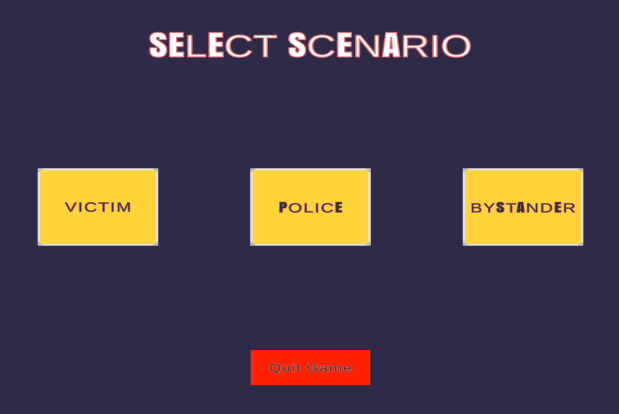 SELECT SCENARIO
VICTIM
POLICE
BYSTANDER
Quit Game